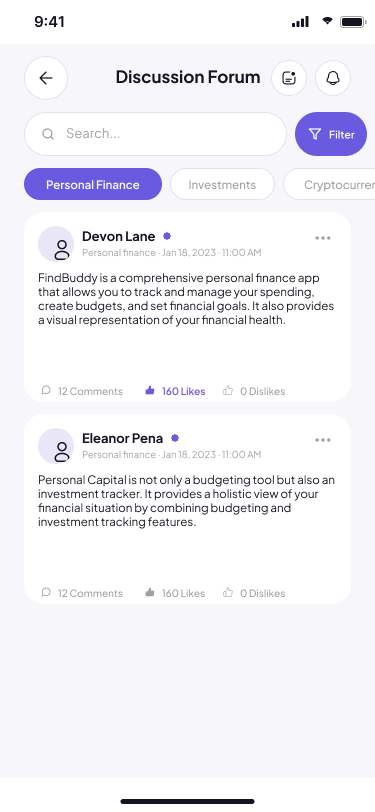 9:41
Discussion Forum
Search...
Filter
Personal Finance
Investments
Cryptocurren
Devon Lane
Personal finance · Jan 18, 2023 · 11:00 AM
FindBuddy is a comprehensive personal finance app
that allows you to track and manage your spending,
create budgets, and set financial goals. It also provides
a visual representation of your financial health.
12 Comments
160 Likes
0 Dislikes
Eleanor Pena
Personal finance · Jan 18, 2023 · 11:00 AM
Personal Capital is not only a budgeting tool but also an
investment tracker. It provides a holistic view of your
financial situation by combining budgeting and
investment tracking features.
12 Comments
160 Likes
0 Dislikes